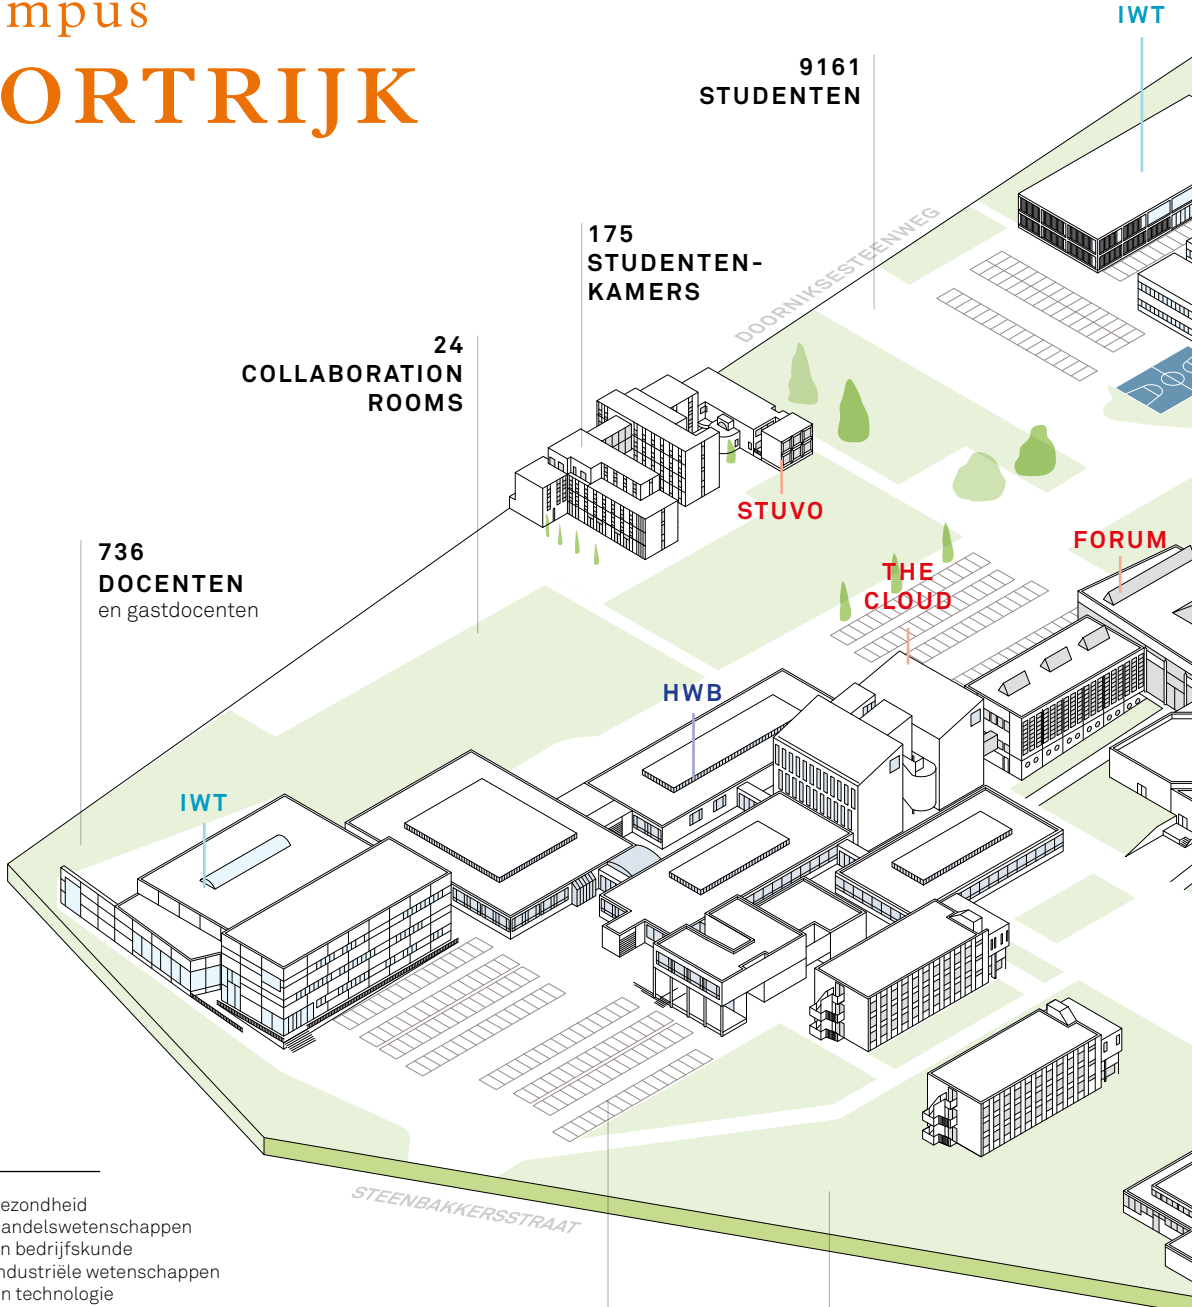 mpus
ORTRIJK
IWT
9161
STUDENTEN
DOORNIKSESTEENWEG
175
STUDENTEN-
KAMERS
24
COLLABORATION
ROOMS
STUVO
736
DOCENTEN
en gastdocenten
FORUM
THE
CLOUD
HWB
IWT
STEENBAKKERSSTRAAT
ezondheid
andelswetenschappen
n bedrijfskunde
ndustriële wetenschappen
n technologie